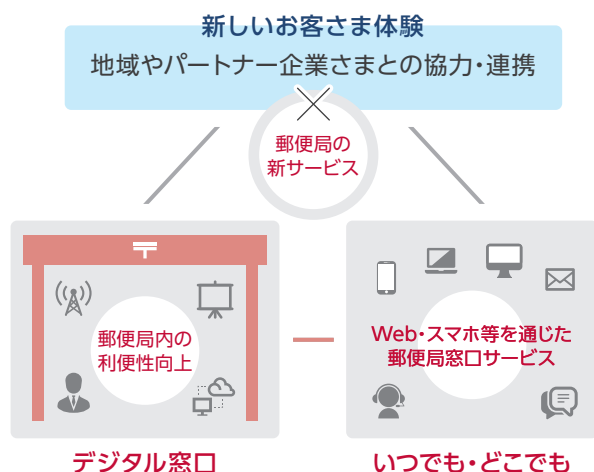 新しいお客さま体験
地域やパートナー企業さまとの協力・連携
郵便局の
新サービス
〒
郵便局内の
利便性向上
Web・スマホ等を通じた
郵便局窓口サービス
デジタル窓口
いつでも・どこでも